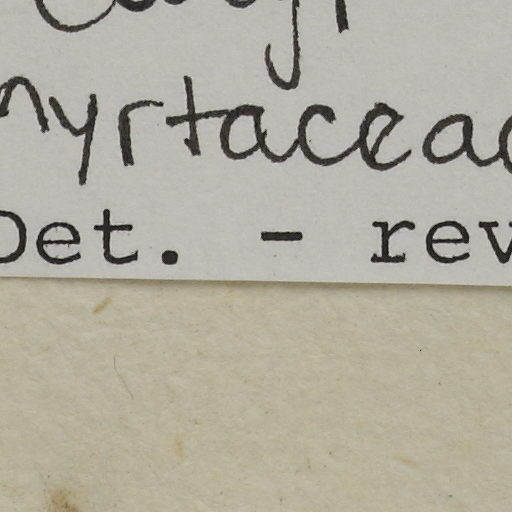 myrtaceae
Det. - rev